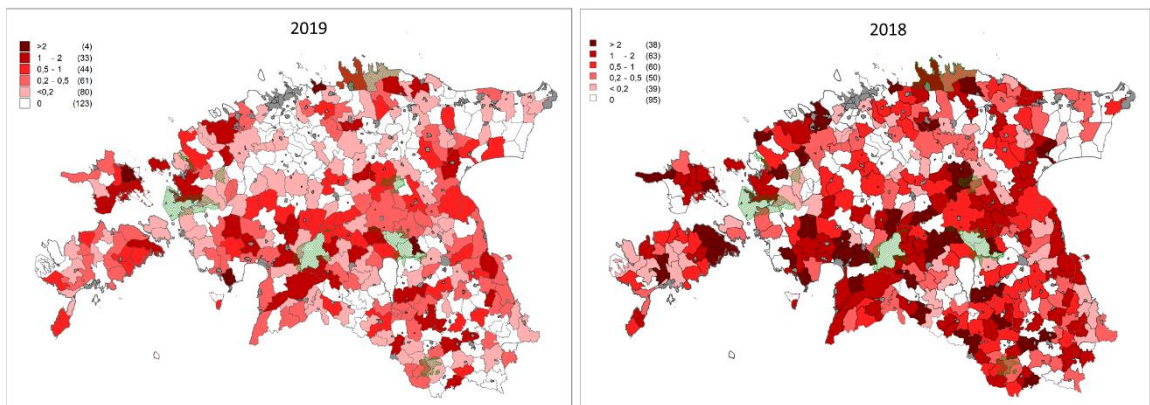 2019
>2 (4)
1 - 2 (33)
0,5 - 1 (44)
0,2 - 0,5 (61)
<0,2 (80)
0 (123)
2018
> 2 (38)
1 - 2 (63)
0,5 - 1 (60)
0,2 - 0,5 (50)
< 0,2 (39)
0 (95)